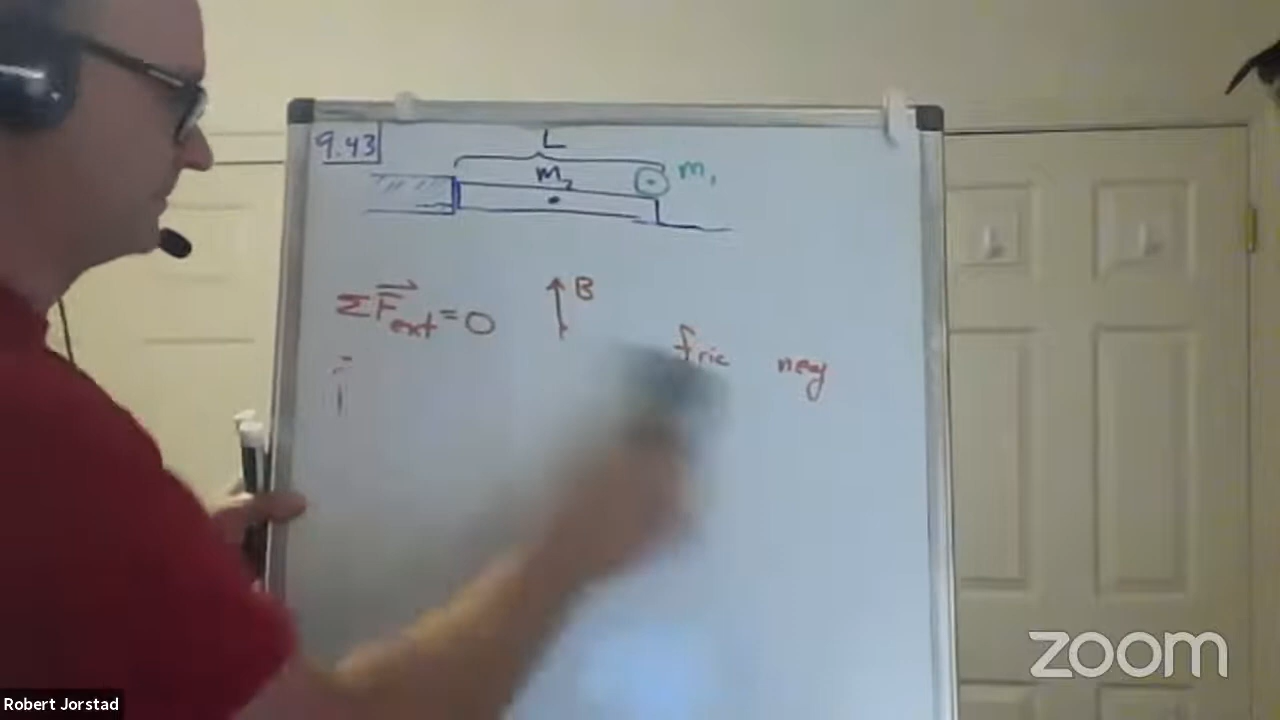 9.43
L
m₂
m₁
ΣF⃗ext = 0
B
fric neg
i
zoom
Robert Jorstad